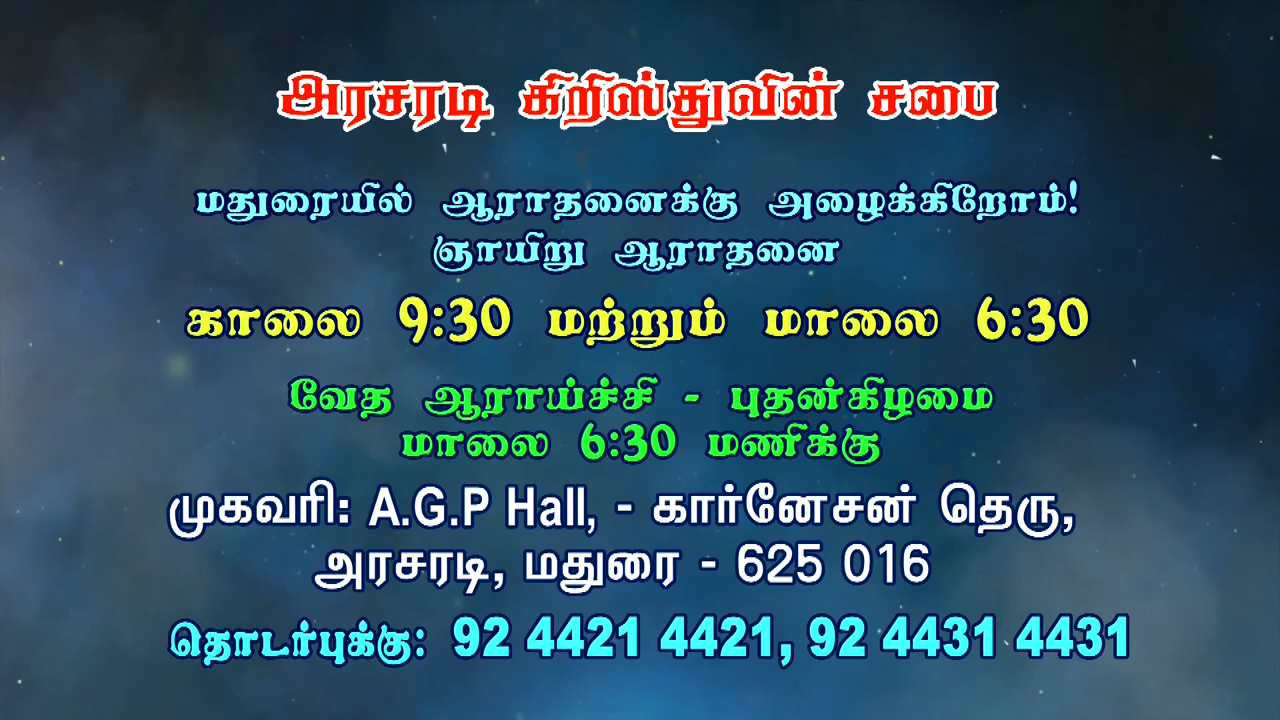 அரசரடி கிறிஸ்துவின் சபை
மதுரையில் ஆராதனைக்கு அழைக்கிறோம்!
ஞாயிறு ஆராதனை
காலை 9:30 மற்றும் மாலை 6:30
வேத ஆராய்ச்சி - புதன்கிழமை
மாலை 6:30 மணிக்கு
முகவரி: A.G.P Hall, - கார்னேசன் தெரு,
அரசரடி, மதுரை - 625 016
தொடர்புக்கு: 92 4421 4421, 92 4431 4431